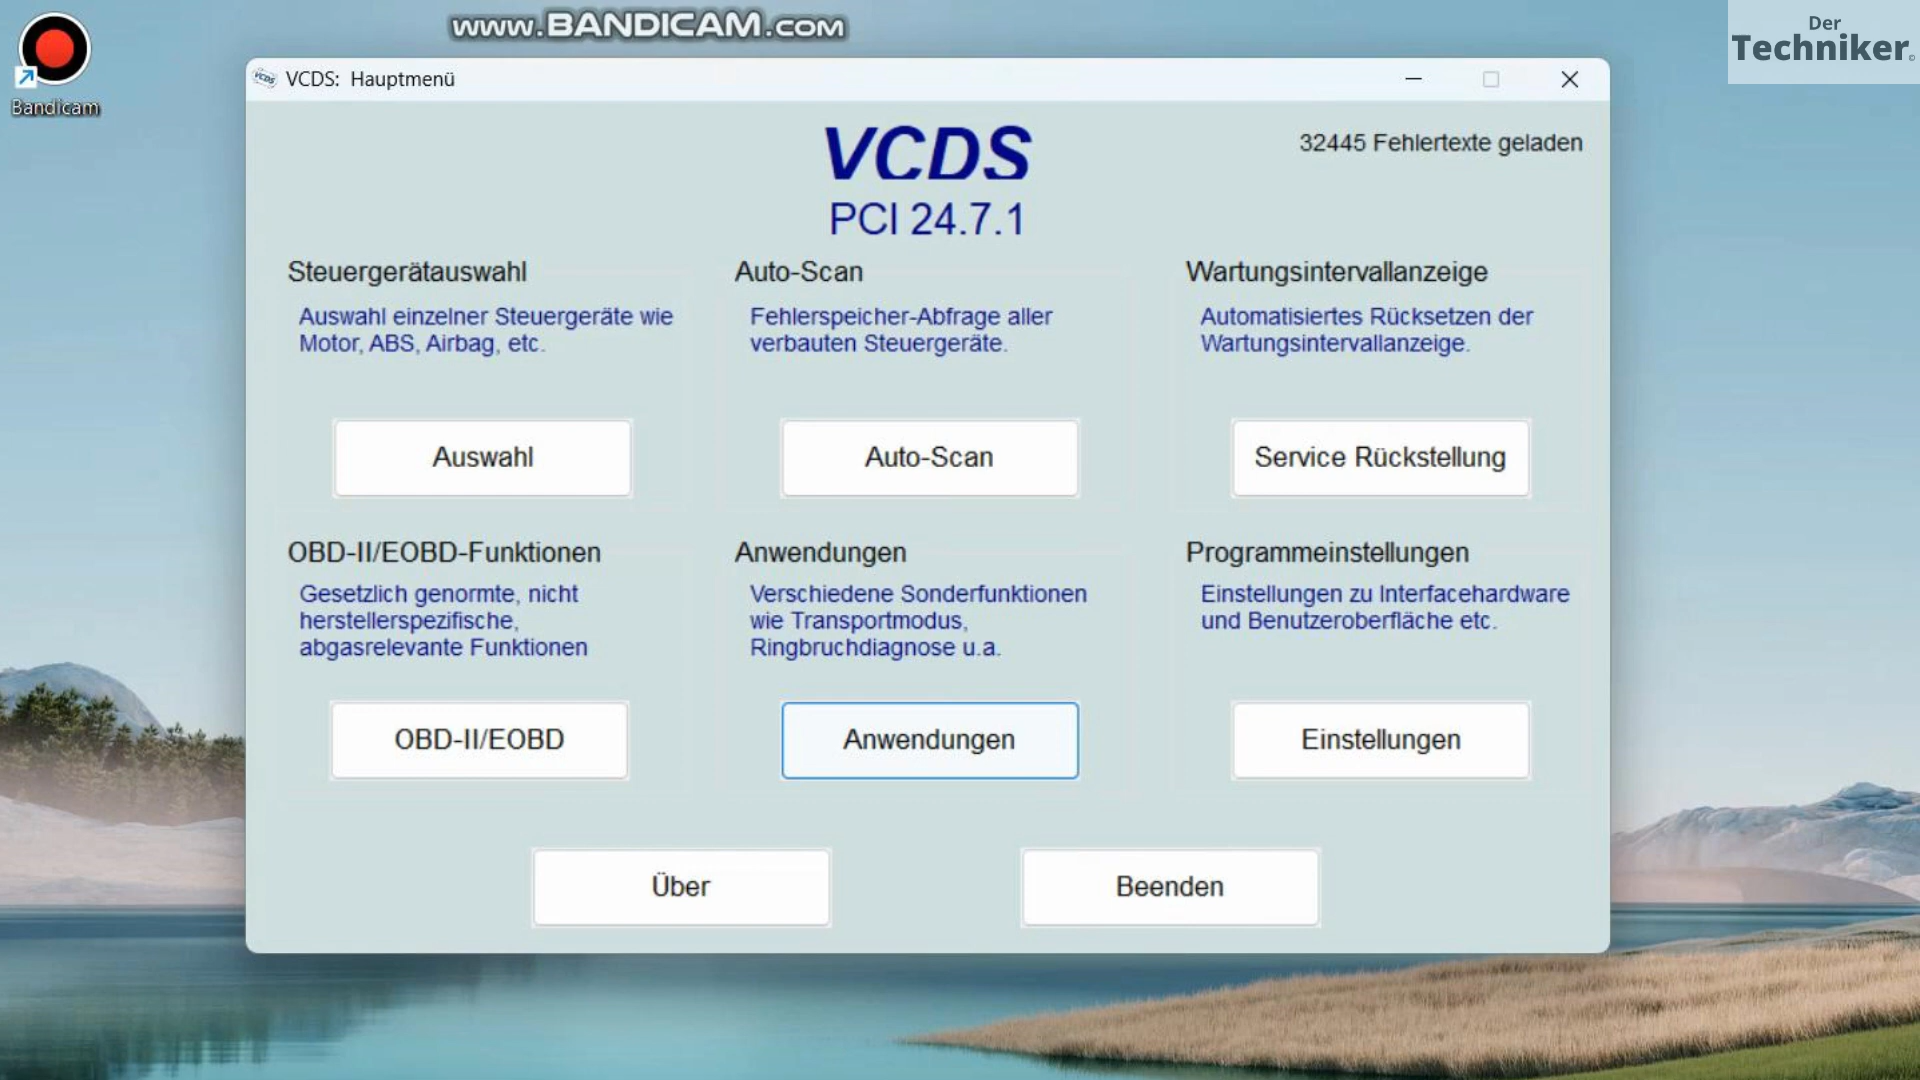 www.BANDICAM.com
Der
Techniker
Bandicam
VCDS: Hauptmenü
VCDS
PCI 24.7.1
32445 Fehlertexte geladen
Steuergerätauswahl
Auswahl einzelner Steuergeräte wie
Motor, ABS, Airbag, etc.
Auswahl
Auto-Scan
Fehlerspeicher-Abfrage aller
verbauten Steuergeräte.
Auto-Scan
Wartungsintervallanzeige
Automatisiertes Rücksetzen der
Wartungsintervallanzeige.
Service Rückstellung
OBD-II/EOBD-Funktionen
Gesetzlich genormte, nicht
herstellerspezifische,
abgasrelevante Funktionen
OBD-II/EOBD
Anwendungen
Verschiedene Sonderfunktionen
wie Transportmodus,
Ringbruchdiagnose u.a.
Anwendungen
Programmeinstellungen
Einstellungen zu Interfacehardware
und Benutzeroberfläche etc.
Einstellungen
Über
Beenden